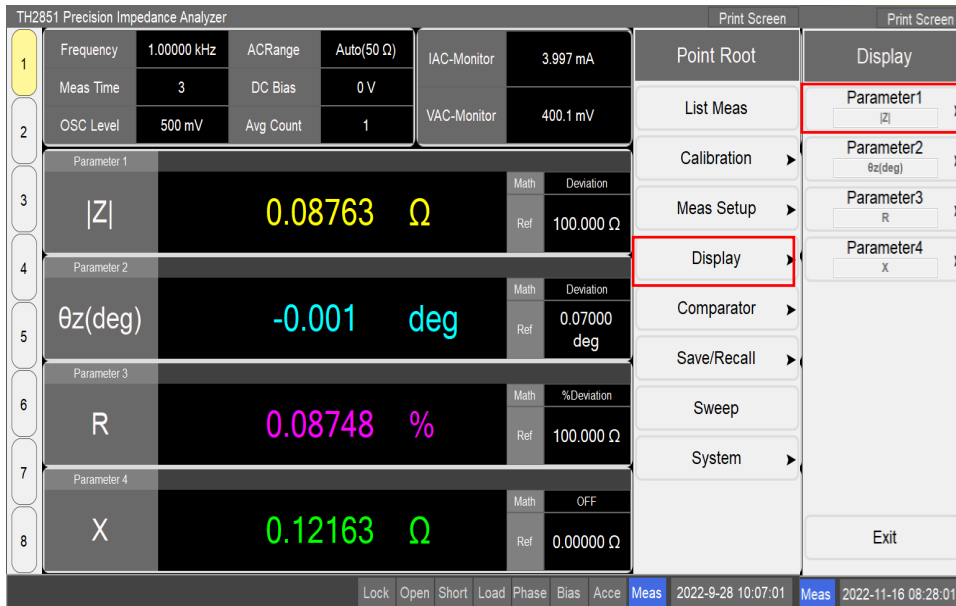 TH2851 Precision Impedance Analyzer
Print Screen
Print Screen
1
2
3
4
5
6
7
8
Frequency 1.00000 kHz ACRange Auto(50 Ω)
Meas Time 3 DC Bias 0 V
OSC Level 500 mV Avg Count 1
IAC-Monitor 3.997 mA
VAC-Monitor 400.1 mV
Parameter 1
|Z| 0.08763 Ω
Math Deviation
Ref 100.000 Ω
Parameter 2
θz(deg) -0.001 deg
Math Deviation
Ref 0.07000
deg
Parameter 3
R 0.08748 %
Math %Deviation
Ref 100.000 Ω
Parameter 4
X 0.12163 Ω
Math OFF
Ref 0.00000 Ω
Point Root
List Meas
Calibration
Meas Setup
Display
Comparator
Save/Recall
Sweep
System
Display
Parameter1
|Z|
Parameter2
θz(deg)
Parameter3
R
Parameter4
X
Exit
Lock Open Short Load Phase Bias Acce Meas 2022-9-28 10:07:01
Meas 2022-11-16 08:28:01